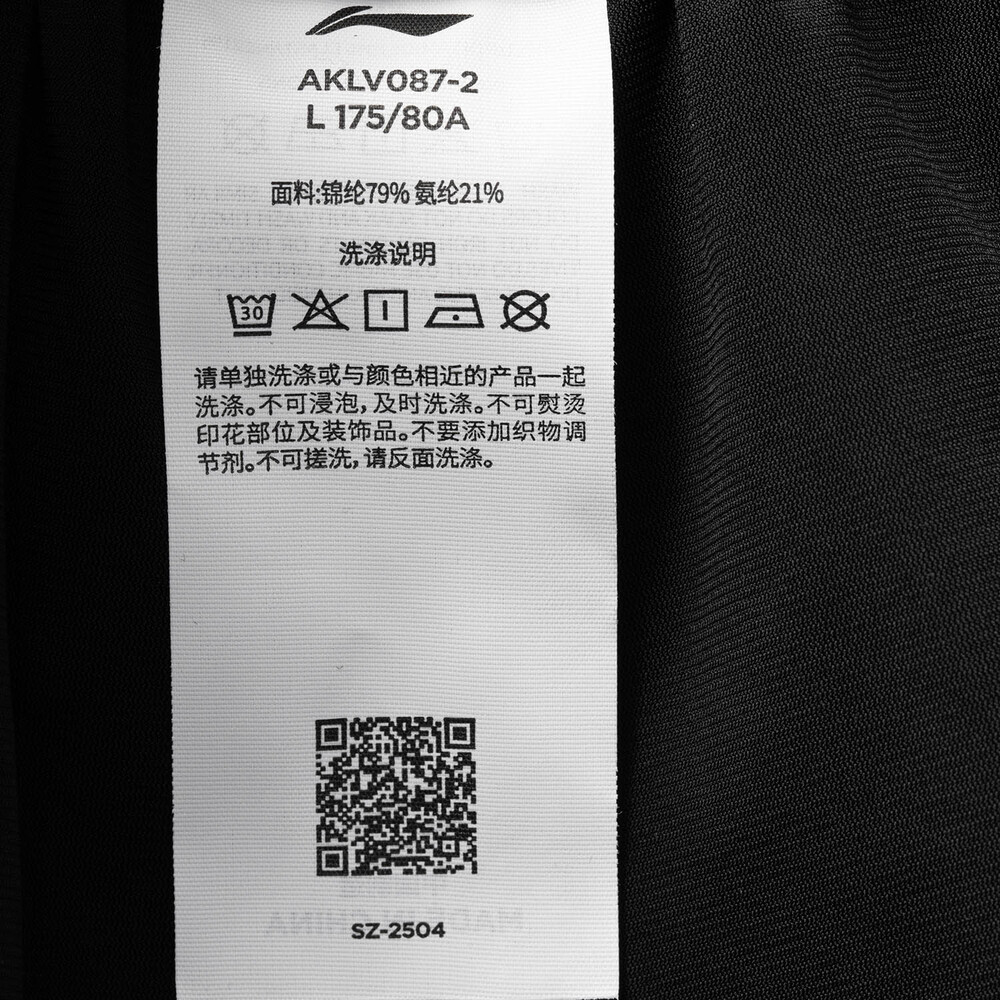 AKLV087-2
L 175/80A
面料:锦纶79% 氨纶21%
洗涤说明
30
请单独洗涤或与颜色相近的产品一起
洗涤。不可浸泡，及时洗涤。不可熨烫
印花部位及装饰品。不要添加织物调
节剂。不可搓洗，请反面洗涤。
SZ-2504